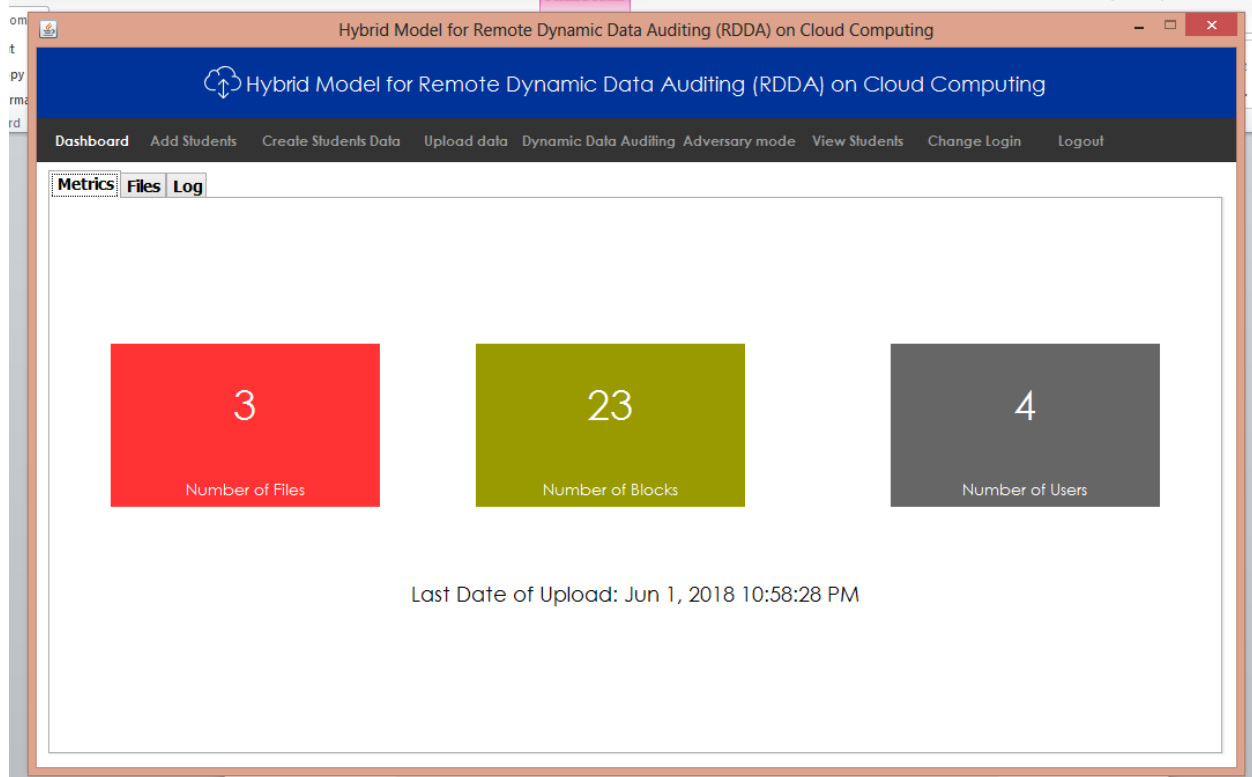 Hybrid Model for Remote Dynamic Data Auditing (RDDA) on Cloud Computing
Hybrid Model for Remote Dynamic Data Auditing (RDDA) on Cloud Computing
Dashboard Add Students Create Students Data Upload data Dynamic Data Auditing Adversary mode View Students Change Login Logout
Metrics Files Log
3 23 4
Number of Files Number of Blocks Number of Users
Last Date of Upload: Jun 1, 2018 10:58:28 PM